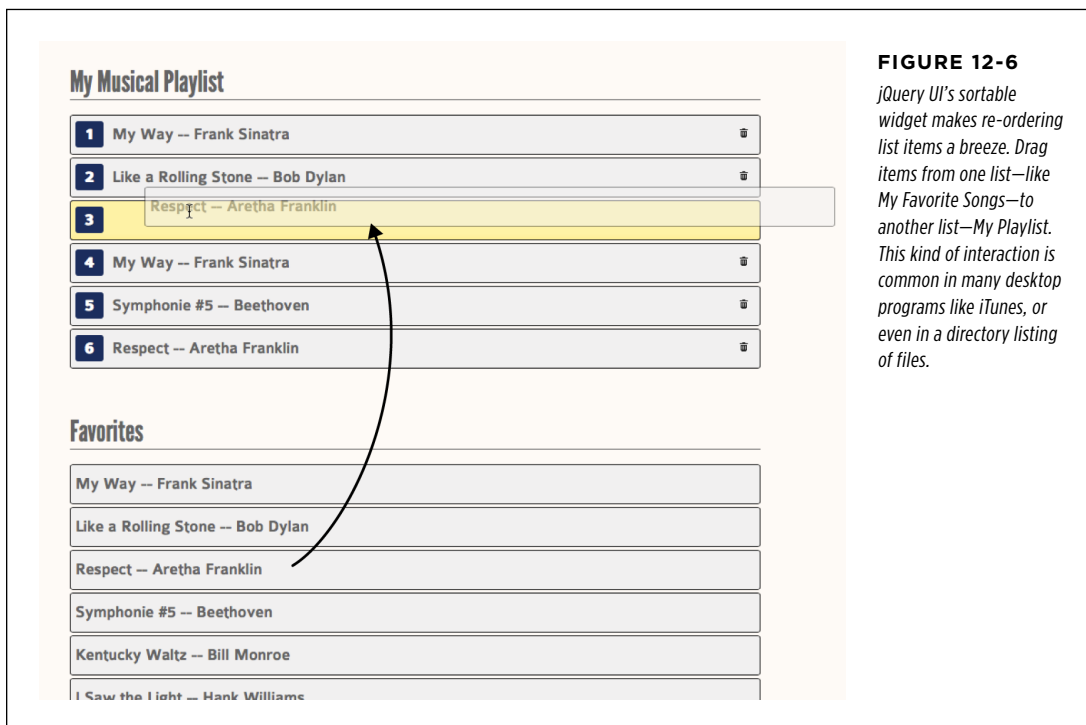 My Musical Playlist
1 My Way -- Frank Sinatra
2 Like a Rolling Stone -- Bob Dylan
Respect -- Aretha Franklin
3
4 My Way -- Frank Sinatra
5 Symphonie #5 -- Beethoven
6 Respect -- Aretha Franklin
Favorites
My Way -- Frank Sinatra
Like a Rolling Stone -- Bob Dylan
Respect -- Aretha Franklin
Symphonie #5 -- Beethoven
Kentucky Waltz -- Bill Monroe
I Saw the Light -- Hank Williams
FIGURE 12-6
jQuery UI’s sortable
widget makes re-ordering
list items a breeze. Drag
items from one list—like
My Favorite Songs—to
another list—My Playlist.
This kind of interaction is
common in many desktop
programs like iTunes, or
even in a directory listing
of files.